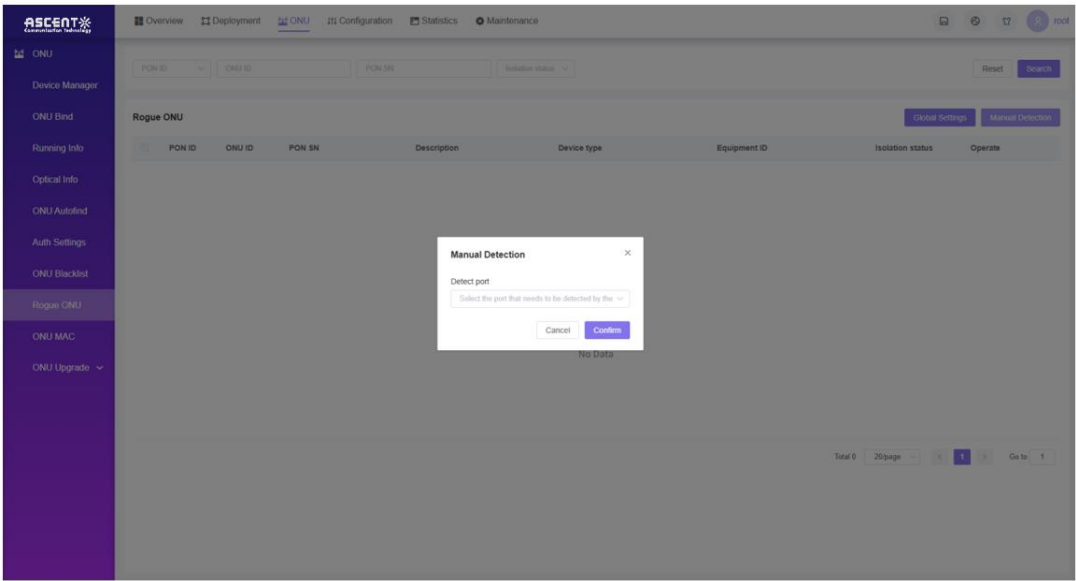 ASCENT
Communication Technology
Overview Deployment ONU Configuration Statistics Maintenance root
ONU
Device Manager
ONU Bind
Running Info
Optical Info
ONU Autofind
Auth Settings
ONU Blacklist
Rogue ONU
ONU MAC
ONU Upgrade
PON ID ONU ID PON SN Isolation status Reset Search
Rogue ONU Global Settings Manual Detection
PON ID ONU ID PON SN Description Device type Equipment ID Isolation status Operate
Manual Detection
Detect port
Select the port that needs to be detected by the
Cancel Confirm
No Data
Total 0 20/page 1 Go to 1